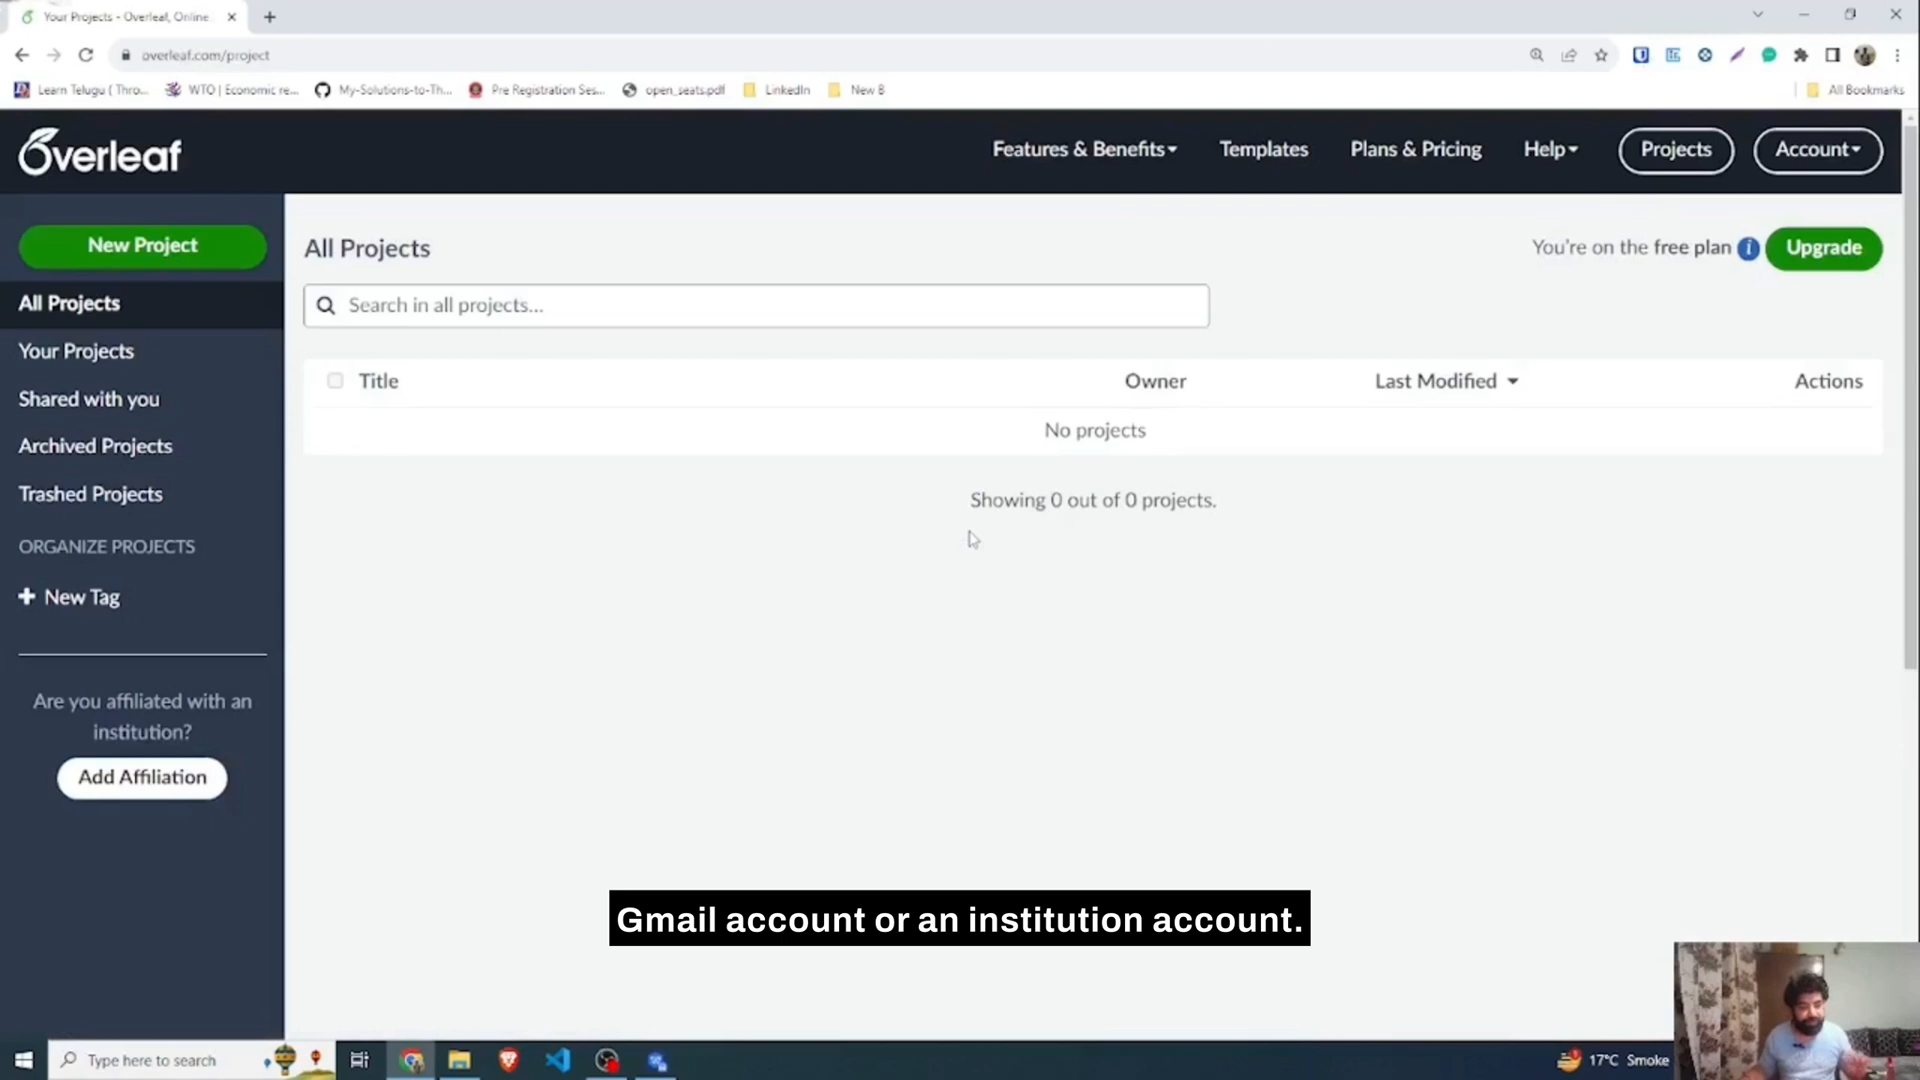 Your Projects - Overleaf, Online
overleaf.com/project
Learn Telugu ( Thro...
WTO | Economic re...
My-Solutions-to-Th...
Pre Registration Ses...
open_seats.pdf
LinkedIn
New B
All Bookmarks
Overleaf
Features & Benefits
Templates
Plans & Pricing
Help
Projects
Account
New Project
All Projects
Your Projects
Shared with you
Archived Projects
Trashed Projects
ORGANIZE PROJECTS
New Tag
Are you affiliated with an
institution?
Add Affiliation
All Projects
You're on the free plan
Upgrade
Search in all projects...
Title
Owner
Last Modified
Actions
No projects
Showing 0 out of 0 projects.
Gmail account or an institution account.
Type here to search
17°C Smoke